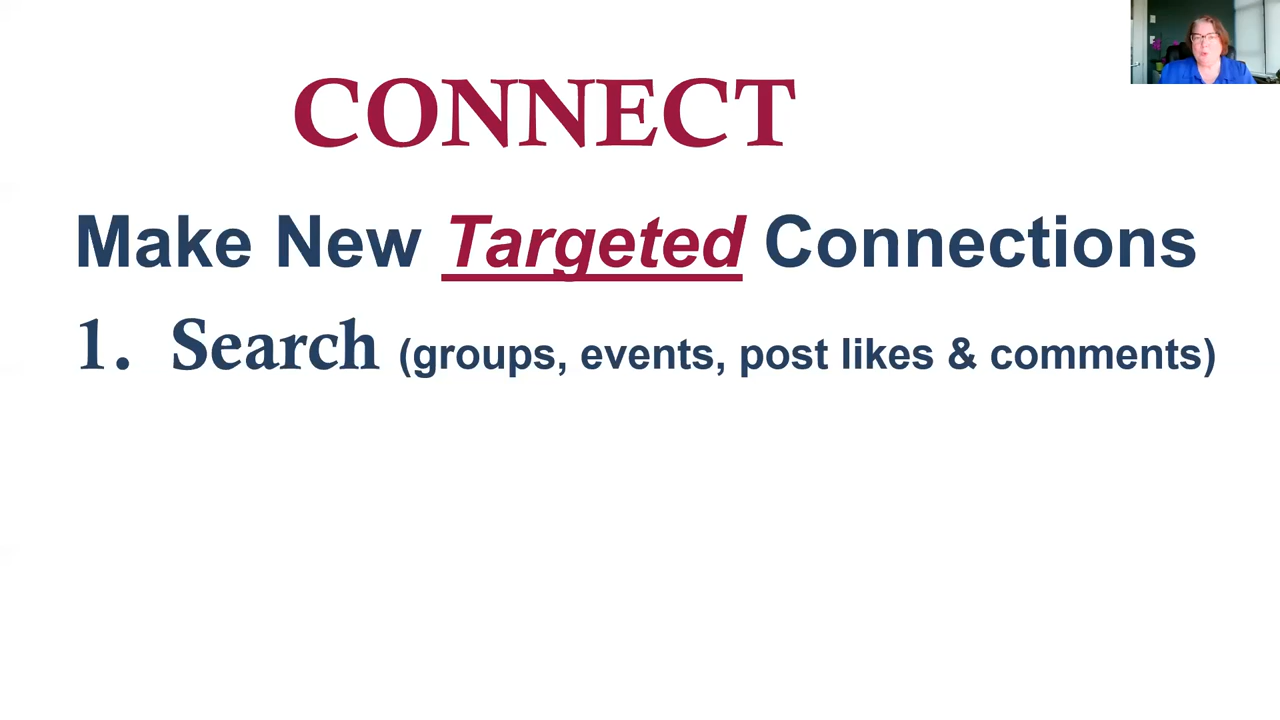 CONNECT
Make New Targeted Connections
1. Search (groups, events, post likes & comments)